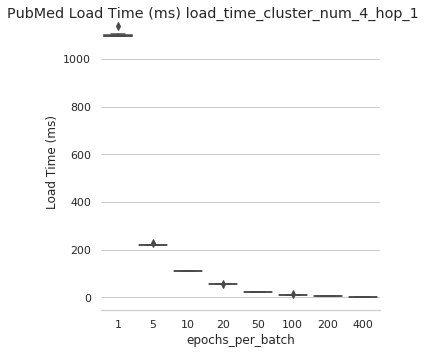 PubMed Load Time (ms) load_time_cluster_num_4_hop_1
1000
800
600
400
200
0
Load Time (ms)
1 5 10 20 50 100 200 400
epochs_per_batch